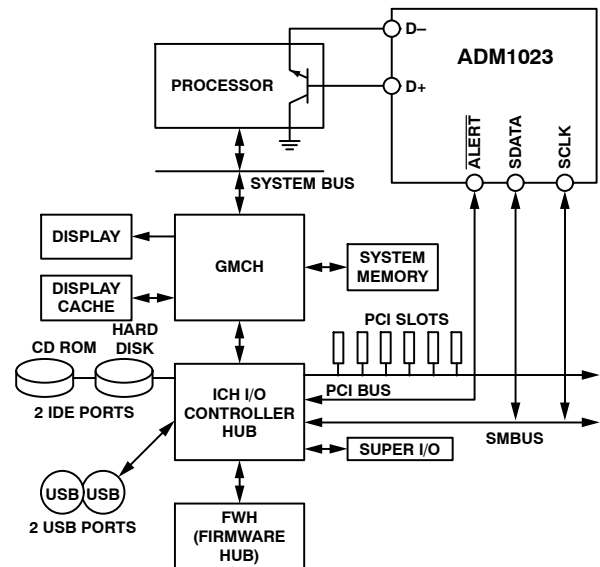 D–
ADM1023
PROCESSOR
D+
ALERT
SDATA
SCLK
SYSTEM BUS
DISPLAY
GMCH
SYSTEM
MEMORY
DISPLAY
CACHE
HARD
DISK
CD ROM
PCI SLOTS
ICH I/O
CONTROLLER
HUB
PCI BUS
2 IDE PORTS
SMBUS
SUPER I/O
USB USB
2 USB PORTS
FWH
(FIRMWARE
HUB)